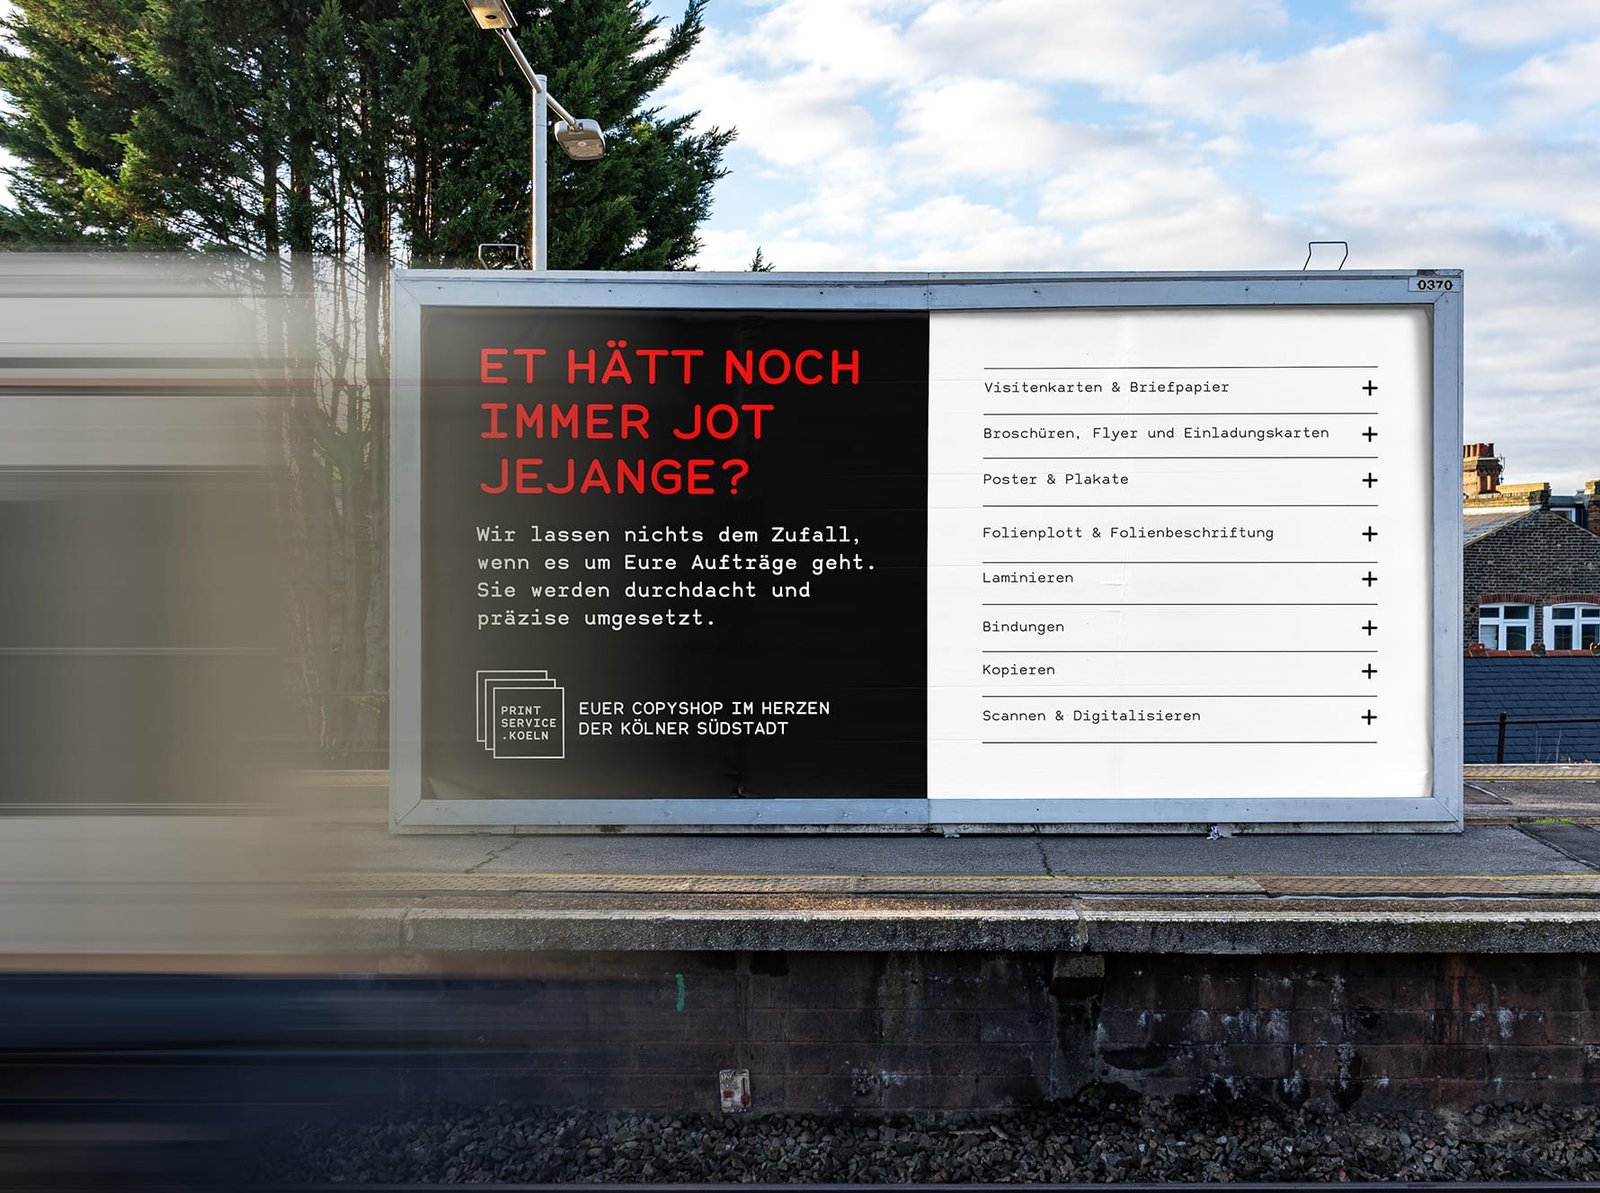 0370
ET HÄTT NOCH
IMMER JOT
JEJANGE?
Wir lassen nichts dem Zufall,
wenn es um Eure Aufträge geht.
Sie werden durchdacht und
präzise umgesetzt.
PRINT
SERVICE
.KOELN
EUER COPYSHOP IM HERZEN
DER KÖLNER SÜDSTADT
Visitenkarten & Briefpapier +
Broschüren, Flyer und Einladungskarten +
Poster & Plakate +
Folienplott & Folienbeschriftung +
Laminieren +
Bindungen +
Kopieren +
Scannen & Digitalisieren +